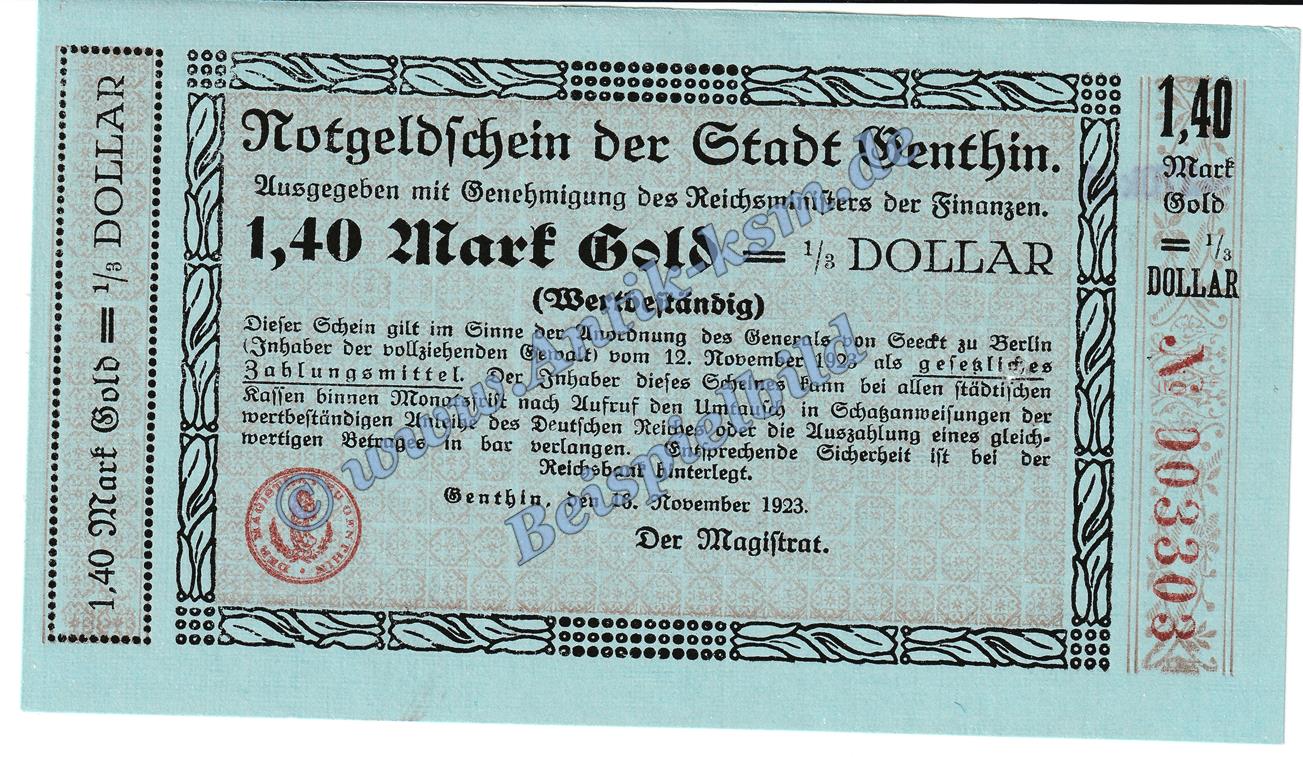 1,40 Mark Gold = 1/3 DOLLAR
Notgeldschein der Stadt Genthin.
Ausgegeben mit Genehmigung des Reichsministers der Finanzen.
1,40 Mark Gold = 1/3 DOLLAR
(Wertbeständig)
Dieser Schein gilt im Sinne der Anordnung des Generals von Seeckt zu Berlin
(Inhaber der vollziehenden Gewalt) vom 12. November 1923 als gesetzliches
Zahlungsmittel. Der Inhaber dieses Scheines kann bei allen städtischen
Kassen binnen Monatsfrist nach Aufruf den Umtausch in Schatzanweisungen der
wertbeständigen Anleihe des Deutschen Reiches oder die Auszahlung eines gleich-
wertigen Betrages in bar verlangen. Entsprechende Sicherheit ist bei der
Reichsbank hinterlegt.
Genthin, den November 1923.
Der Magistrat.
DER MAGISTRAT ZU GENTHIN
1,40
Mark
Gold
= 1/3
DOLLAR
No 003303
© www.Antik-ksm.de
Beispielbild